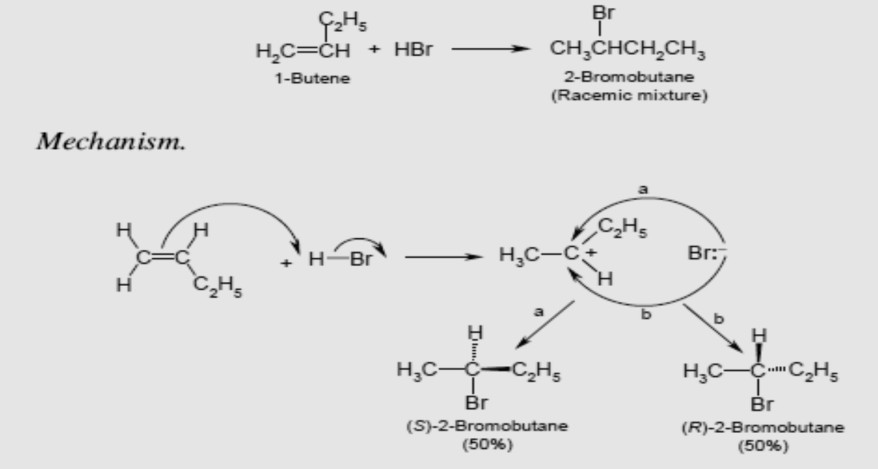 C₂H₅ Br
H₂C=CH + HBr CH₃CHCH₂CH₃
1-Butene 2-Bromobutane
(Racemic mixture)
Mechanism.
a
H H C₂H₅
C=C + H—Br H₃C—C+ Br:⁻
H C₂H₅ H
a b b
H H
H₃C—C—C₂H₅ H₃C—C—C₂H₅
Br Br
(S)-2-Bromobutane (R)-2-Bromobutane
(50%) (50%)